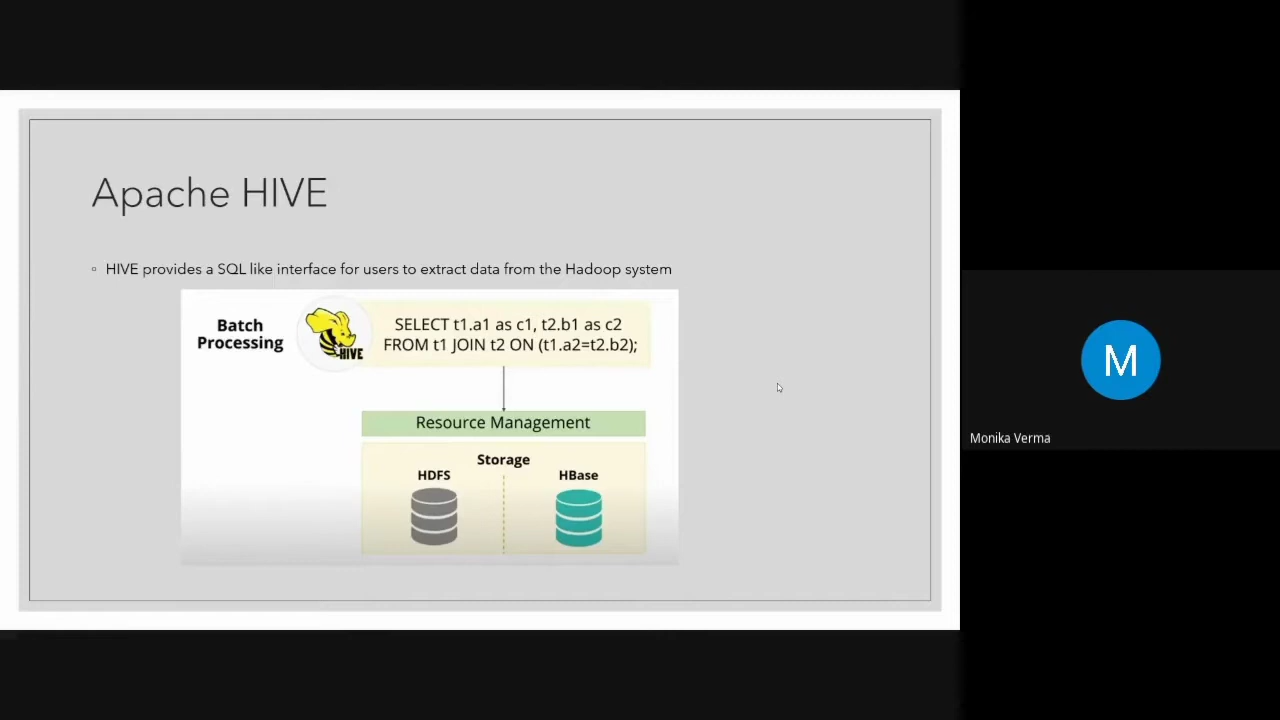 Apache HIVE
◦ HIVE provides a SQL like interface for users to extract data from the Hadoop system
Batch
Processing
HIVE
SELECT t1.a1 as c1, t2.b1 as c2
FROM t1 JOIN t2 ON (t1.a2=t2.b2);
Resource Management
Storage
HDFS
HBase
M
Monika Verma